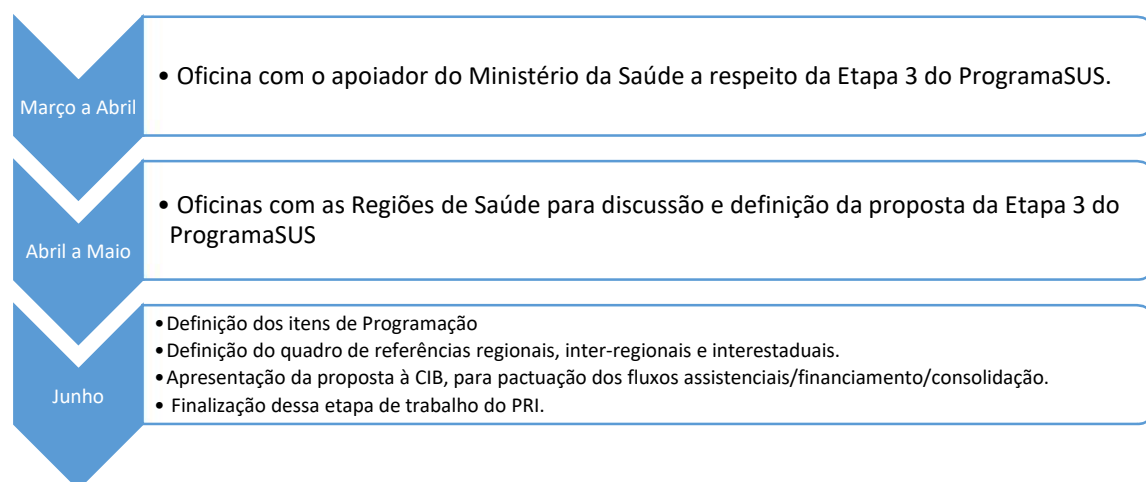 Março a Abril
• Oficina com o apoiador do Ministério da Saúde a respeito da Etapa 3 do ProgramaSUS.
Abril a Maio
• Oficinas com as Regiões de Saúde para discussão e definição da proposta da Etapa 3 do
ProgramaSUS
Junho
•Definição dos itens de Programação
•Definição do quadro de referências regionais, inter-regionais e interestaduais.
•Apresentação da proposta à CIB, para pactuação dos fluxos assistenciais/financiamento/consolidação.
• Finalização dessa etapa de trabalho do PRI.